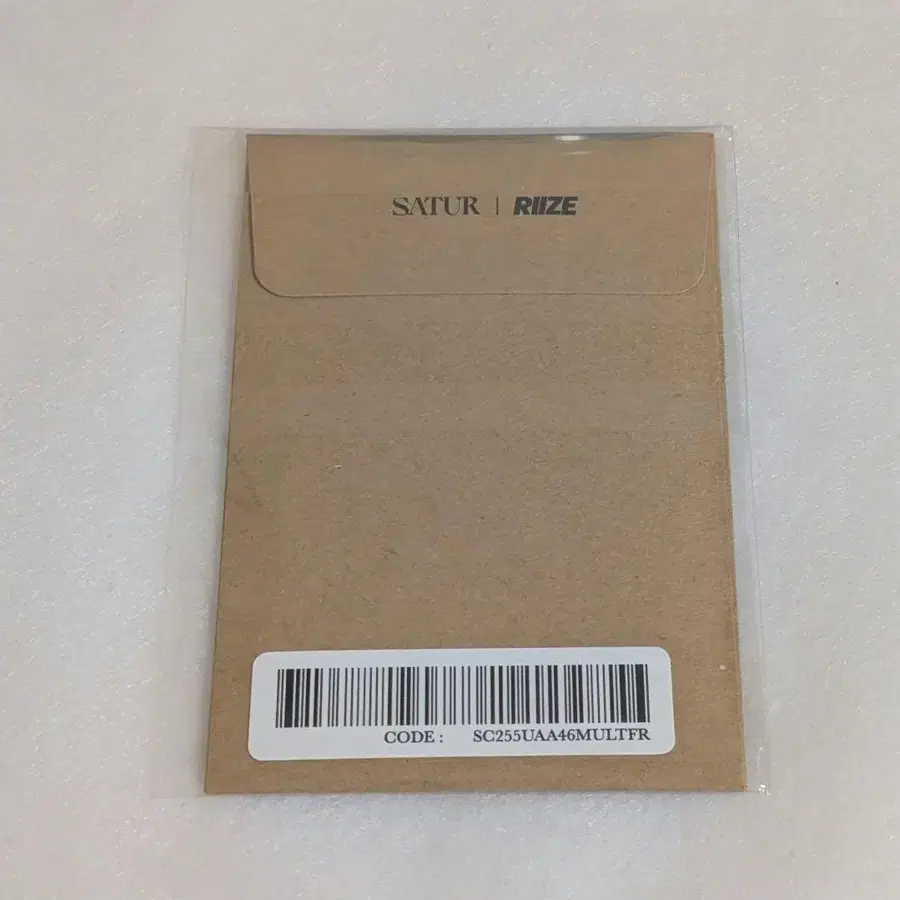 SATUR | RIIZE
CODE : SC255UAA46MULTFR